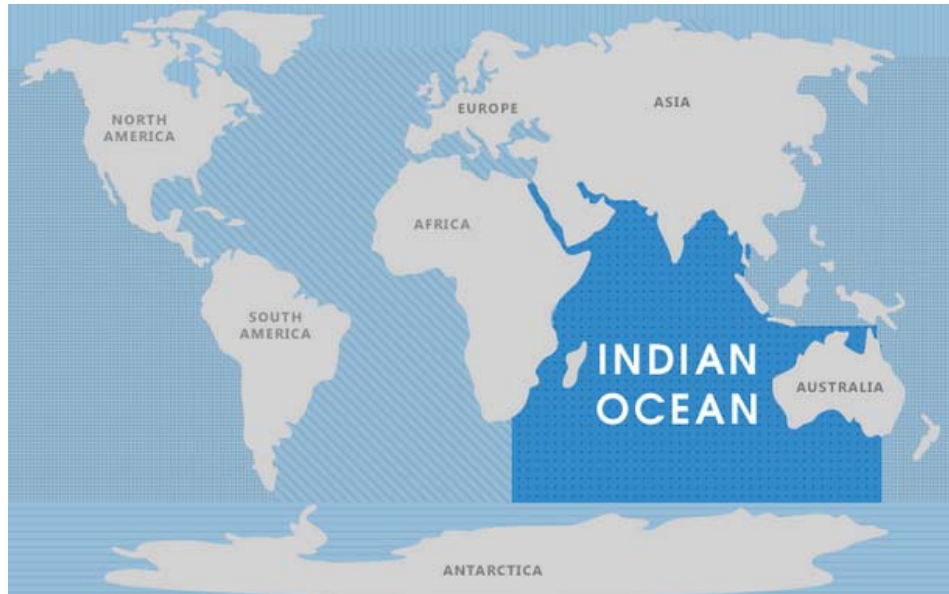 NORTH
AMERICA
EUROPE
ASIA
AFRICA
SOUTH
AMERICA
INDIAN
OCEAN
AUSTRALIA
ANTARCTICA